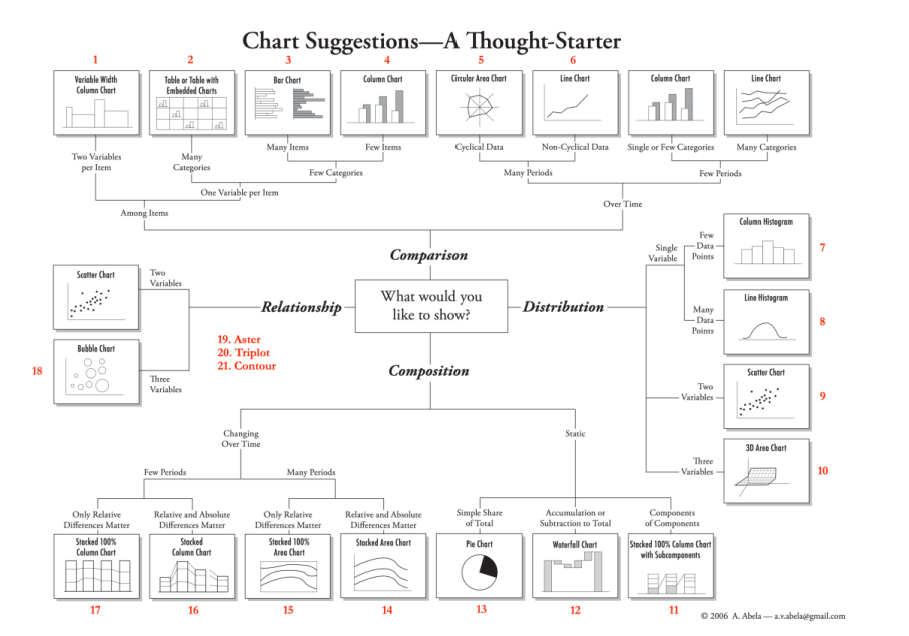 Chart Suggestions—A Thought-Starter
1
2
3
4
5
6
Variable Width
Column Chart
Table or Table with
Embedded Charts
Bar Chart
Column Chart
Circular Area Chart
Line Chart
Column Chart
Line Chart
Two Variables
per Item
Many
Categories
Many Items
Few Items
Cyclical Data
Non-Cyclical Data
Single or Few Categories
Many Categories
Few Categories
Many Periods
Few Periods
One Variable per Item
Among Items
Over Time
Comparison
Relationship
What would you
like to show?
Distribution
Composition
Scatter Chart
Two
Variables
Bubble Chart
18
Three
Variables
19. Aster
20. Triplot
21. Contour
Single
Variable
Few
Data
Points
Column Histogram
7
Many
Data
Points
Line Histogram
8
Two
Variables
Scatter Chart
9
Three
Variables
3D Area Chart
10
Changing
Over Time
Static
Few Periods
Many Periods
Only Relative
Differences Matter
Relative and Absolute
Differences Matter
Only Relative
Differences Matter
Relative and Absolute
Differences Matter
Simple Share
of Total
Accumulation or
Subtraction to Total
Components
of Components
Stacked 100%
Column Chart
Stacked
Column Chart
Stacked 100%
Area Chart
Stacked Area Chart
Pie Chart
Waterfall Chart
Stacked 100% Column Chart
with Subcomponents
17
16
15
14
13
12
11
© 2006 A. Abela — a.v.abela@gmail.com